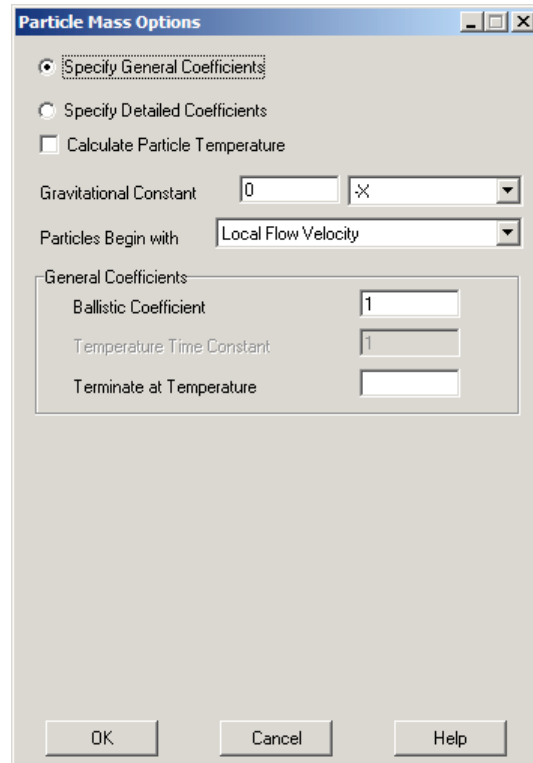 Particle Mass Options
Specify General Coefficients
Specify Detailed Coefficients
Calculate Particle Temperature
Gravitational Constant 0 -X
Particles Begin with Local Flow Velocity
General Coefficients
Ballistic Coefficient 1
Temperature Time Constant 1
Terminate at Temperature
OK Cancel Help